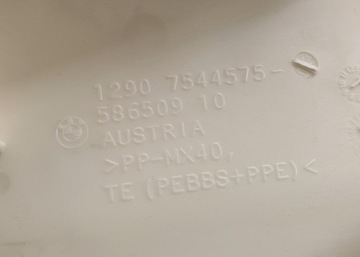 1290 7544575-
586509 10
AUSTRIA
>PP-MX40,
TE (PEBBS+PPE)<